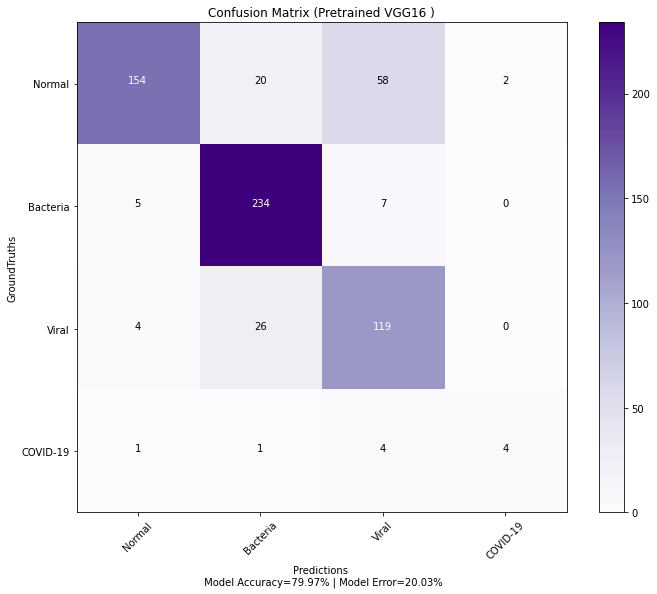 Confusion Matrix (Pretrained VGG16 )
Normal 154 20 58 2
Bacteria 5 234 7 0
Viral 4 26 119 0
COVID-19 1 1 4 4
GroundTruths
Normal Bacteria Viral COVID-19
Predictions
Model Accuracy=79.97% | Model Error=20.03%
200
150
100
50
0